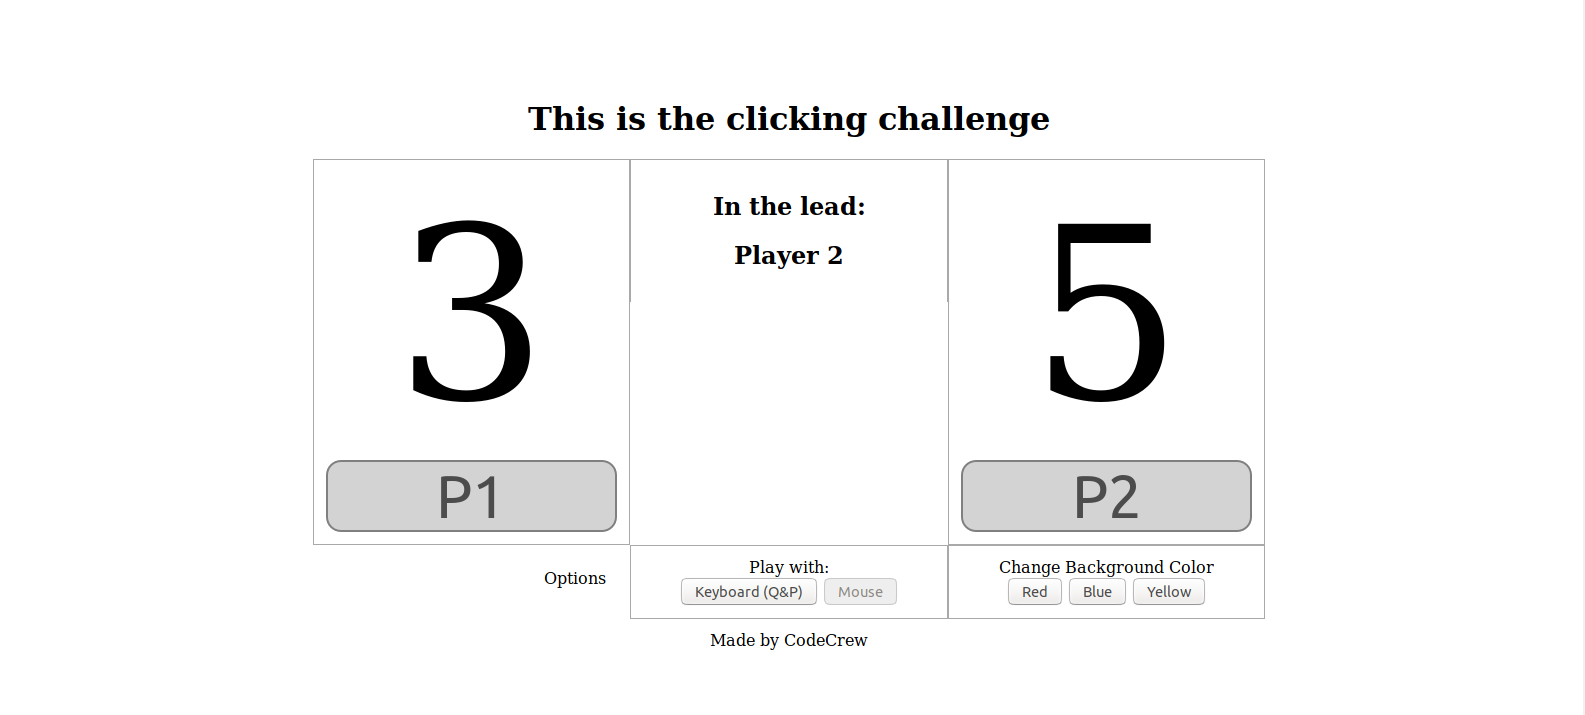 This is the clicking challenge
3
In the lead:
Player 2
5
P1
P2
Options
Play with:
Keyboard (Q&P) Mouse
Change Background Color
Red Blue Yellow
Made by CodeCrew